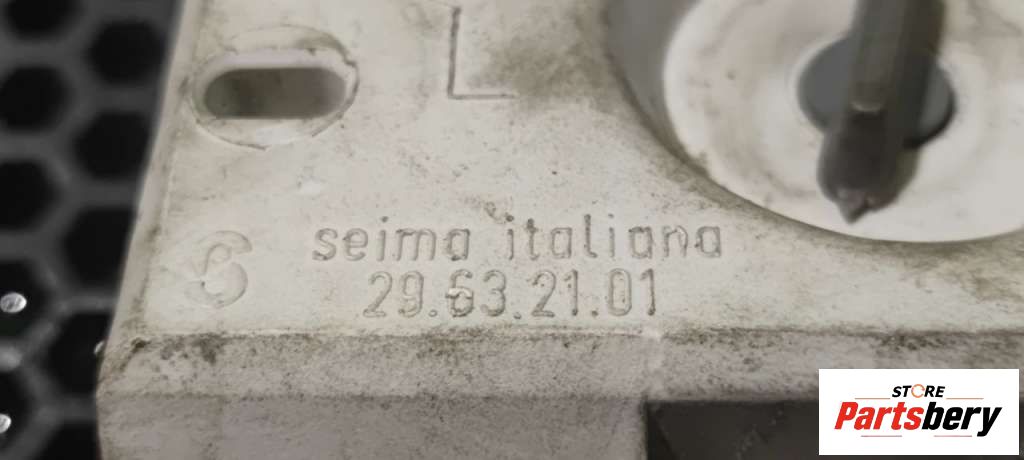 L
seima italiana
29.63.21.01
STORE
Partsbery